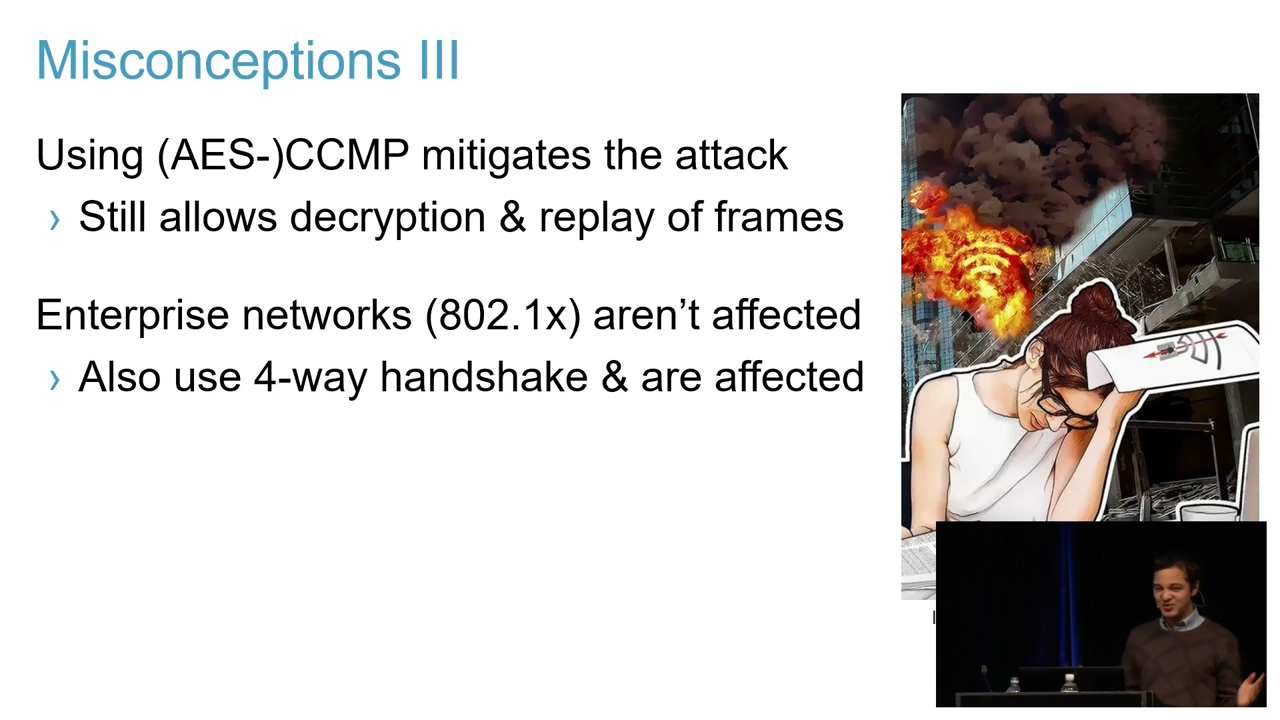 Misconceptions III
Using (AES-)CCMP mitigates the attack
› Still allows decryption & replay of frames
Enterprise networks (802.1x) aren’t affected
› Also use 4-way handshake & are affected